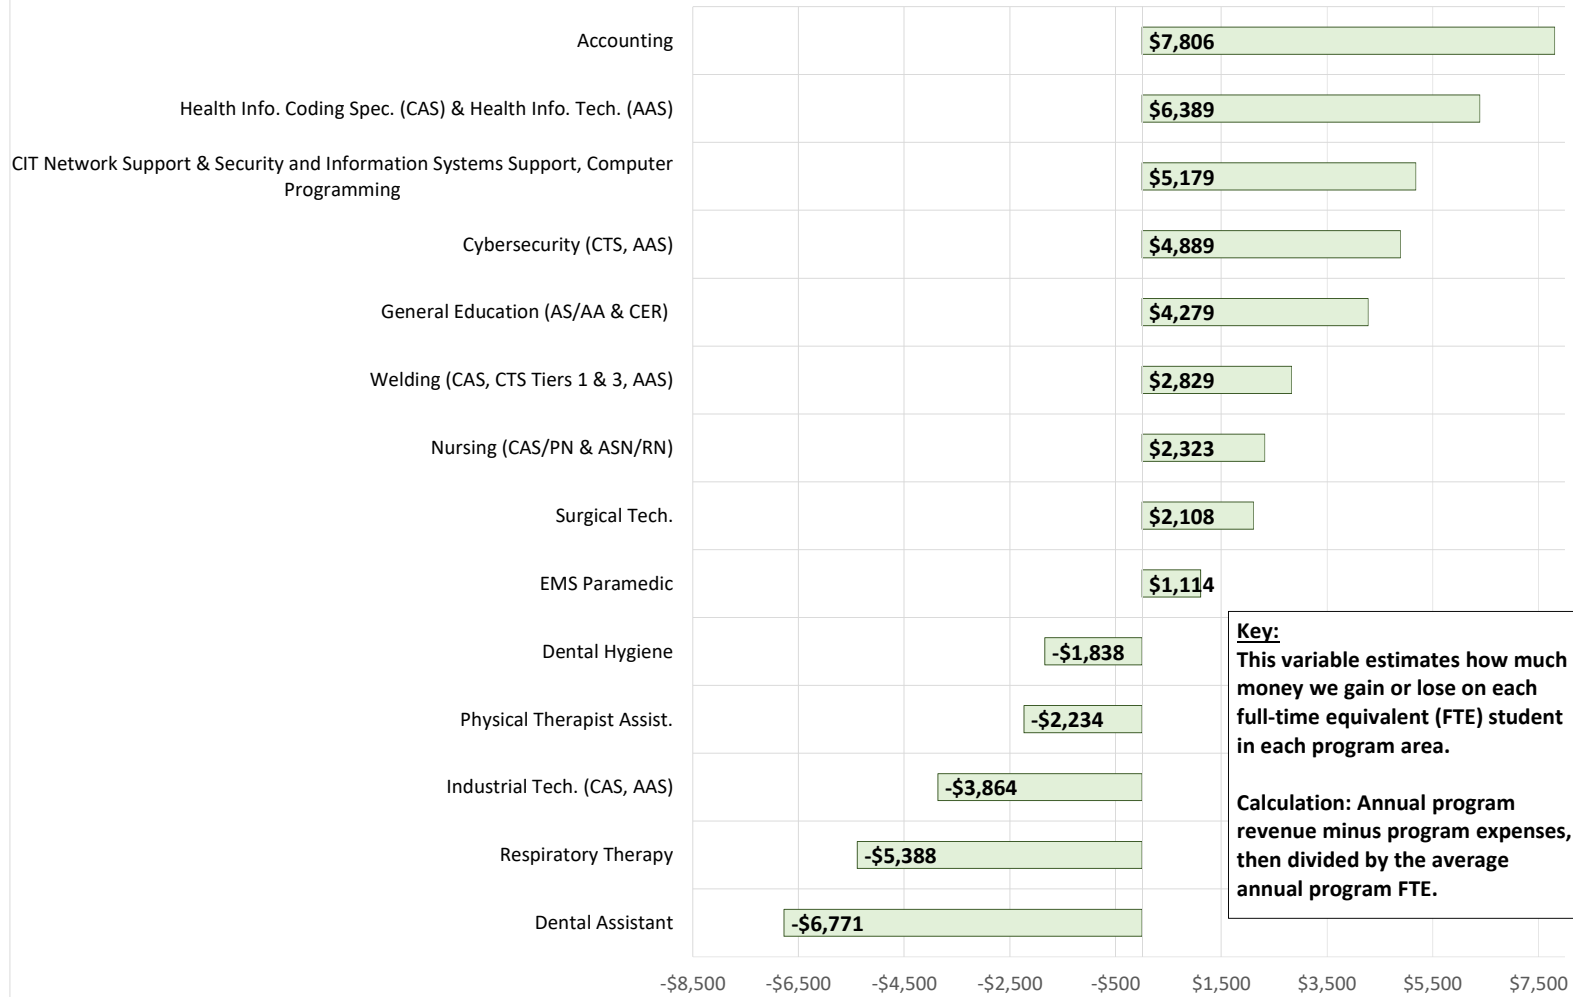 Accounting
$7,806
Health Info. Coding Spec. (CAS) & Health Info. Tech. (AAS)
$6,389
CIT Network Support & Security and Information Systems Support, Computer
Programming
$5,179
Cybersecurity (CTS, AAS)
$4,889
General Education (AS/AA & CER)
$4,279
Welding (CAS, CTS Tiers 1 & 3, AAS)
$2,829
Nursing (CAS/PN & ASN/RN)
$2,323
Surgical Tech.
$2,108
EMS Paramedic
$1,114
Dental Hygiene
-$1,838
Physical Therapist Assist.
-$2,234
Industrial Tech. (CAS, AAS)
-$3,864
Respiratory Therapy
-$5,388
Dental Assistant
-$6,771
Key:
This variable estimates how much
money we gain or lose on each
full-time equivalent (FTE) student
in each program area.
Calculation: Annual program
revenue minus program expenses,
then divided by the average
annual program FTE.
-$8,500 -$6,500 -$4,500 -$2,500 -$500 $1,500 $3,500 $5,500 $7,500